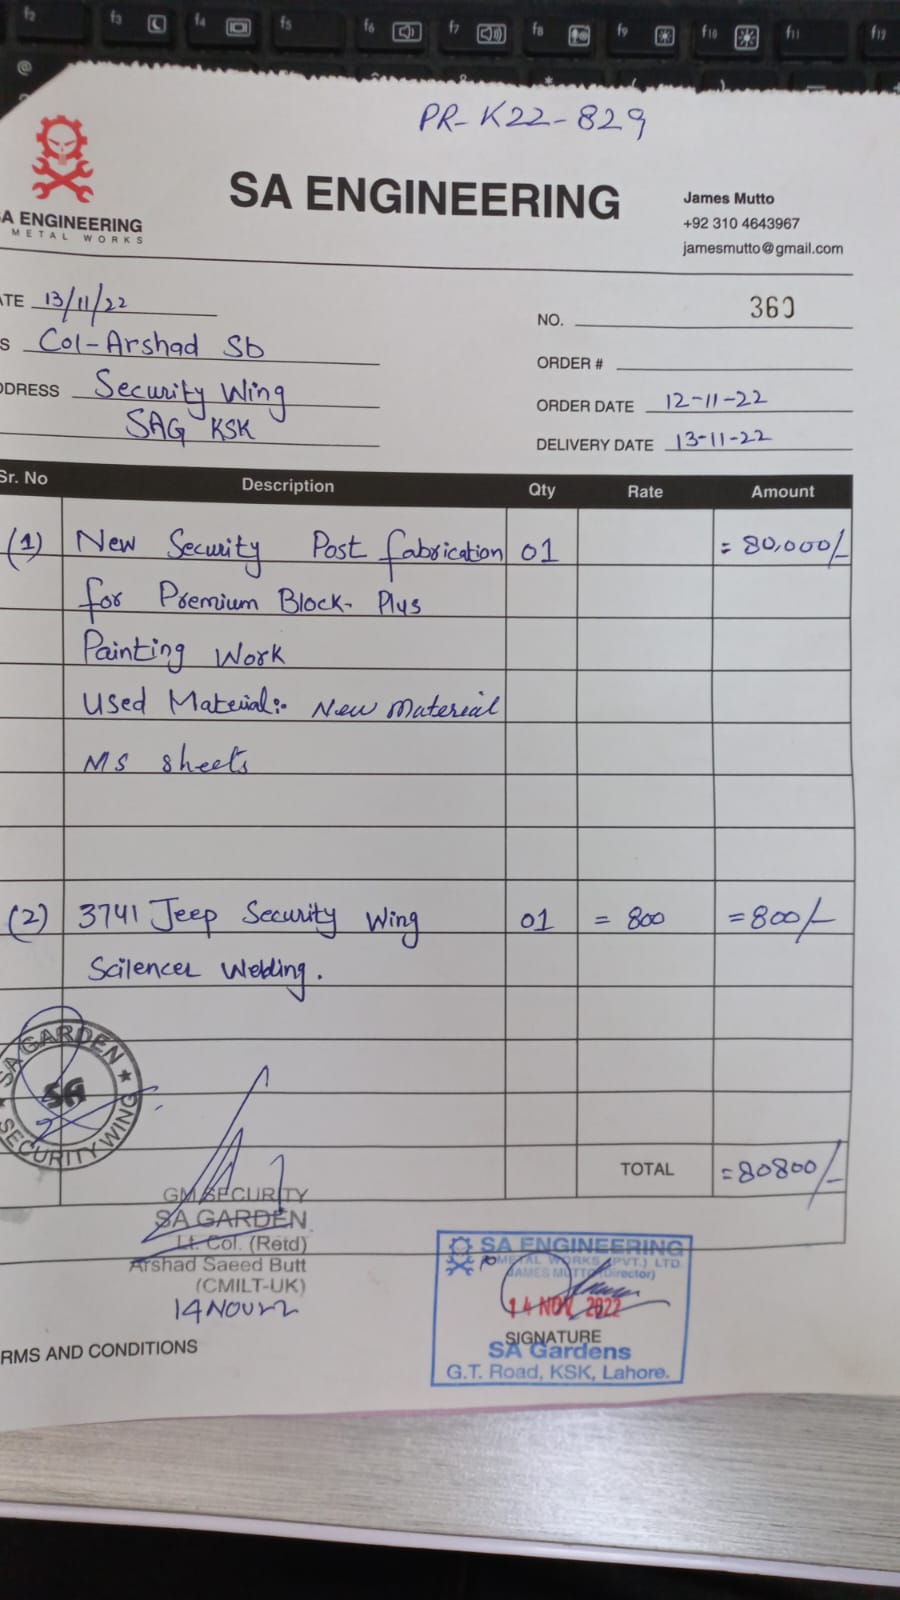 f2 f3 f4 f5 f6 f7 f8 f9 f10 f11 f12
@
PR-K22-829
SA ENGINEERING
A ENGINEERING
METAL WORKS
James Mutto
+92 310 4643967
jamesmutto@gmail.com
ATE 13/11/22
NO. 360
S Col-Arshad Sb
ORDER #
DDRESS Security Wing
SAG KSK
ORDER DATE 12-11-22
DELIVERY DATE 13-11-22
Sr. No Description Qty Rate Amount
(1) New Security Post fabrication 01 = 80,000/-
for Premium Block- Plus
Painting Work
Used Material:- New Material
MS sheets
(2) 3741 Jeep Security Wing 01 = 800 = 800/-
Scilencer Welding.
SA GARDEN
SA
SECURITY WING
TOTAL = 80800/-
GM SECURITY
SA GARDEN
Lt. Col. (Retd)
Arshad Saeed Butt
(CMILT-UK)
14 NOV 22
SA ENGINEERING
METAL WORKS (PVT.) LTD.
JAMES MUTTO (Director)
14 NOV 2022
SIGNATURE
SA Gardens
G.T. Road, KSK, Lahore.
RMS AND CONDITIONS